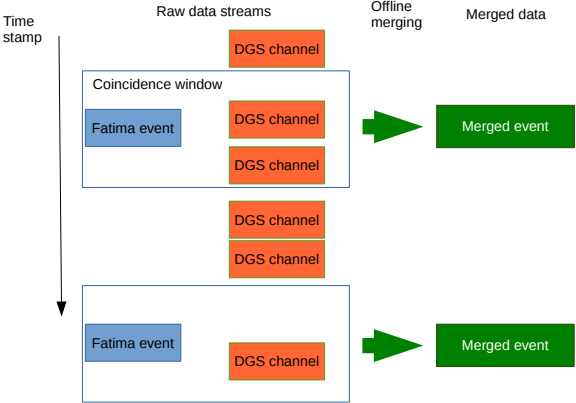 Time
stamp
Raw data streams
Offline
merging
Merged data
DGS channel
Coincidence window
Fatima event
DGS channel
DGS channel
Merged event
DGS channel
DGS channel
Fatima event
DGS channel
Merged event